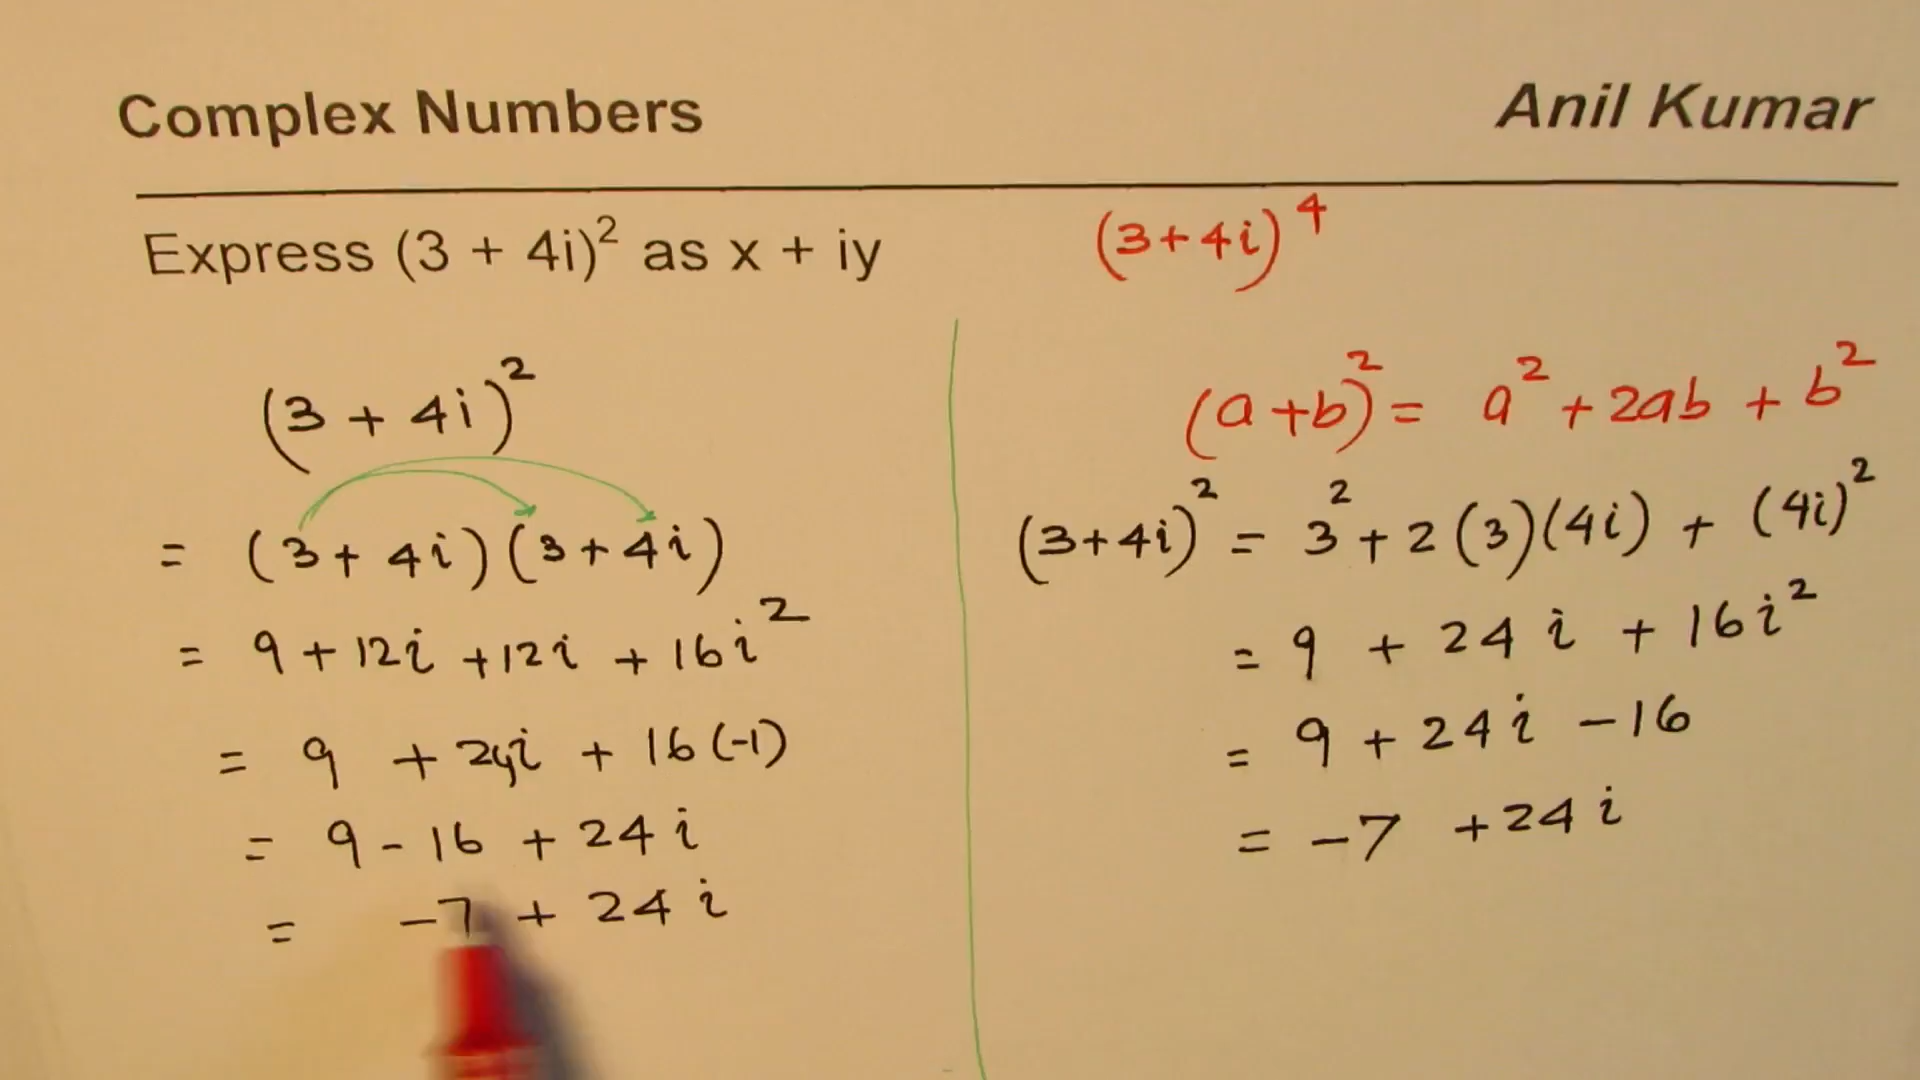 Complex Numbers
Anil Kumar
Express (3 + 4i)² as x + iy
(3+4i)⁴
(3 + 4i)²
= (3+ 4i)(3+4i)
= 9+12i +12i + 16i²
= 9 + 24i + 16(-1)
= 9 - 16 + 24i
= -7 + 24i
(a+b)² = a² + 2ab + b²
(3+4i)² = 3² + 2(3)(4i) + (4i)²
= 9 + 24i + 16i²
= 9 + 24i - 16
= -7 + 24i